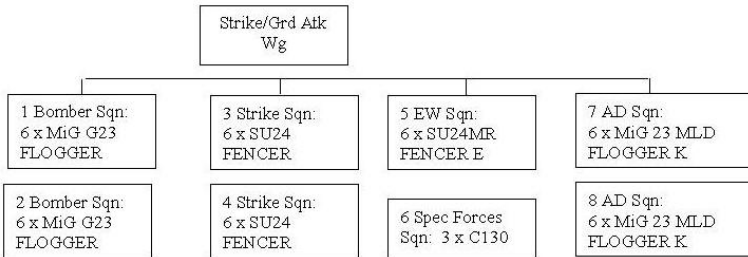 Strike/Grd Atk
Wg
1 Bomber Sqn:
6 x MiG G23
FLOGGER
3 Strike Sqn:
6 x SU24
FENCER
5 EW Sqn:
6 x SU24MR
FENCER E
7 AD Sqn:
6 x MiG 23 MLD
FLOGGER K
2 Bomber Sqn:
6 x MiG G23
FLOGGER
4 Strike Sqn:
6 x SU24
FENCER
6 Spec Forces
Sqn: 3 x C130
8 AD Sqn:
6 x MiG 23 MLD
FLOGGER K